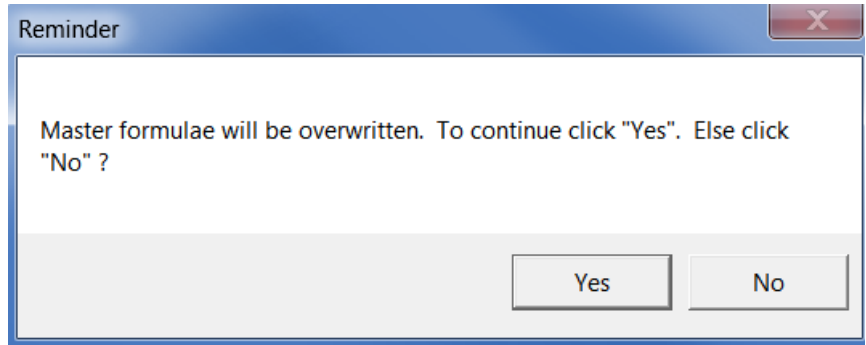 Reminder
Master formulae will be overwritten.  To continue click "Yes".  Else click
"No" ?
Yes
No